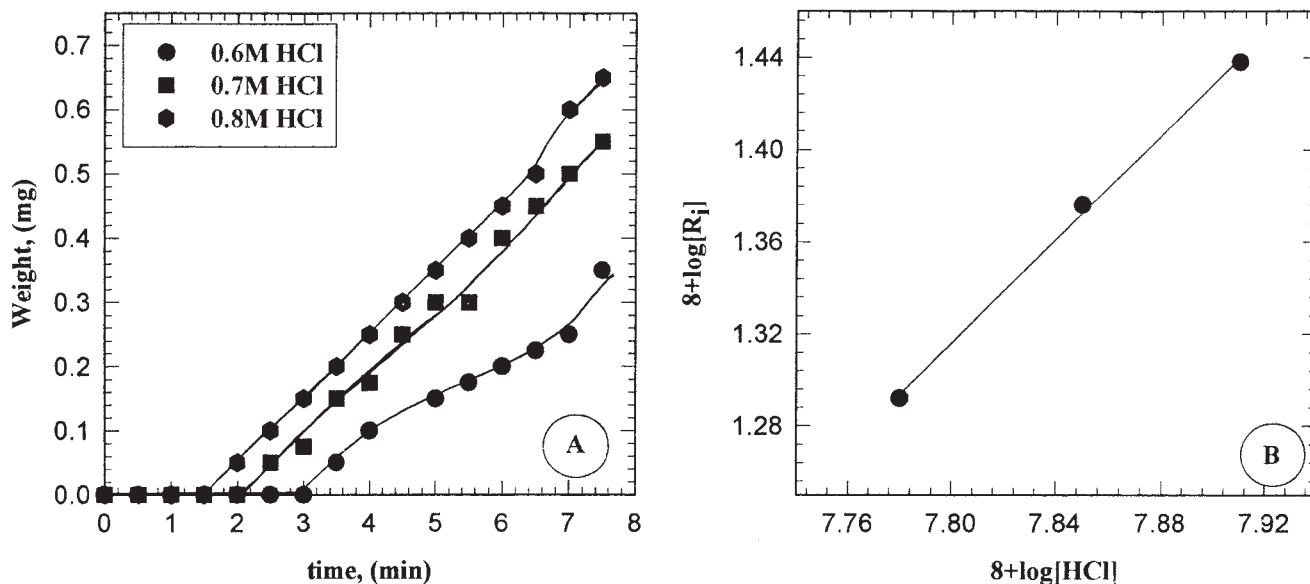 0.7
0.6
0.5
0.4
0.3
0.2
0.1
0.0
Weight, (mg)
0.6M HCl
0.7M HCl
0.8M HCl
A
0 1 2 3 4 5 6 7 8
time, (min)
1.44
1.40
1.36
1.32
1.28
8+log[Ri]
B
7.76 7.80 7.84 7.88 7.92
8+log[HCl]